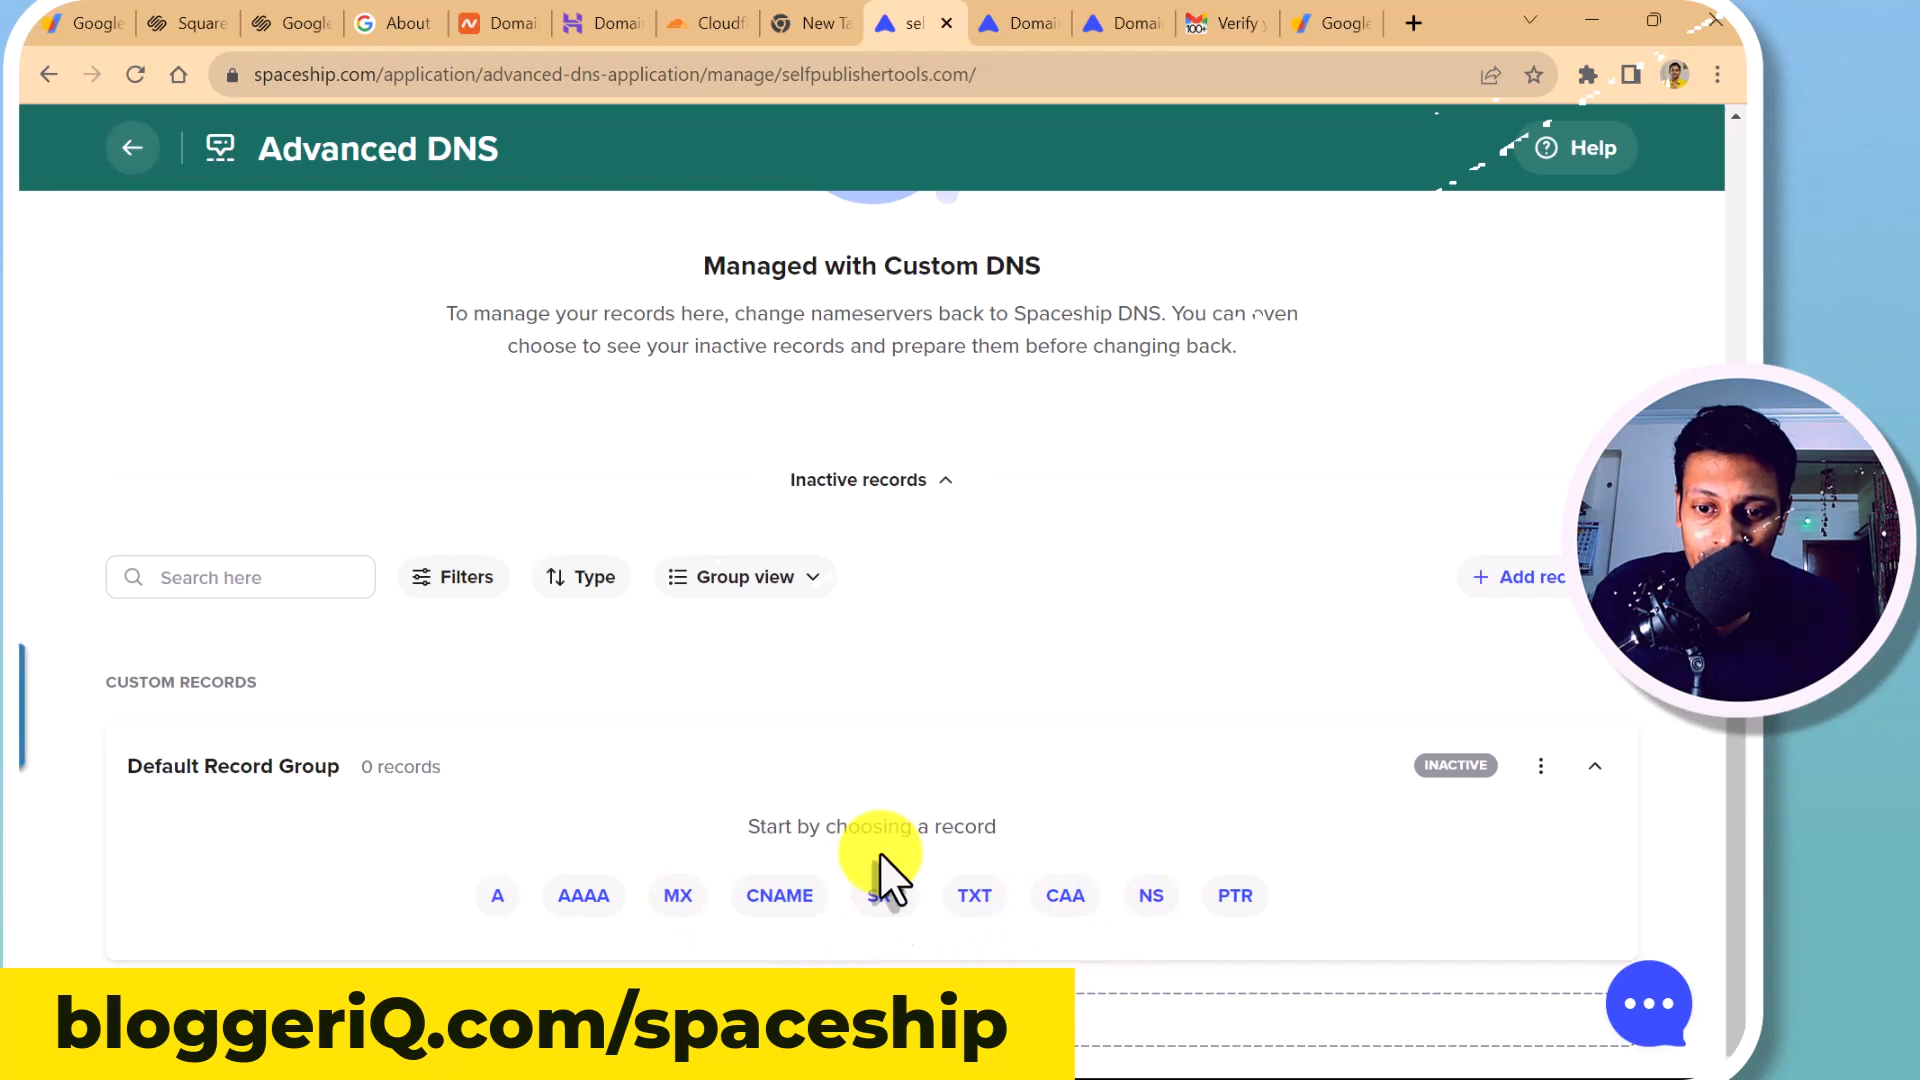 Google
Square
Google
About
Domai
Domai
Cloudf
New Ta
sel
Domai
Domai
Verify
Google
spaceship.com/application/advanced-dns-application/manage/selfpublishertools.com/
Advanced DNS
Help
Managed with Custom DNS
To manage your records here, change nameservers back to Spaceship DNS. You can even
choose to see your inactive records and prepare them before changing back.
Inactive records
Search here
Filters
Type
Group view
+ Add rec
CUSTOM RECORDS
Default Record Group
0 records
INACTIVE
Start by choosing a record
A
AAAA
MX
CNAME
TXT
CAA
NS
PTR
bloggeriQ.com/spaceship